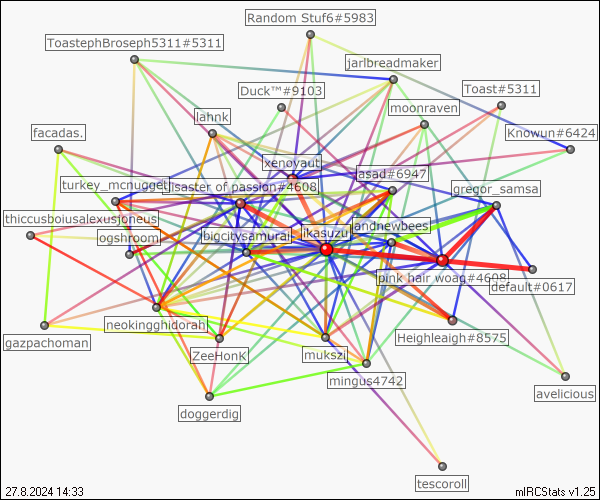 Random Stuf6#5983
ToastephBroseph5311#5311
jarlbreadmaker
Duck™#9103
Toast#5311
moonraven
lahnk
facadas.
Knowun#6424
xenoyaut
asad#6947
turkey_mcnugget
disaster of passion#4608
gregor_samsa
thiccusboiusalexusjoneus
jandnewbees
ikasuzu
ogshroom
bigcitysamurai
pink hair woag#4698
default#0617
neokingghidorah
Heighleaigh#8575
gazpachoman
ZeeHonK
mukszi
mingus4742
avelicious
doggerdig
tescoroll
27.8.2024 14:33
mIRCStats v1.25